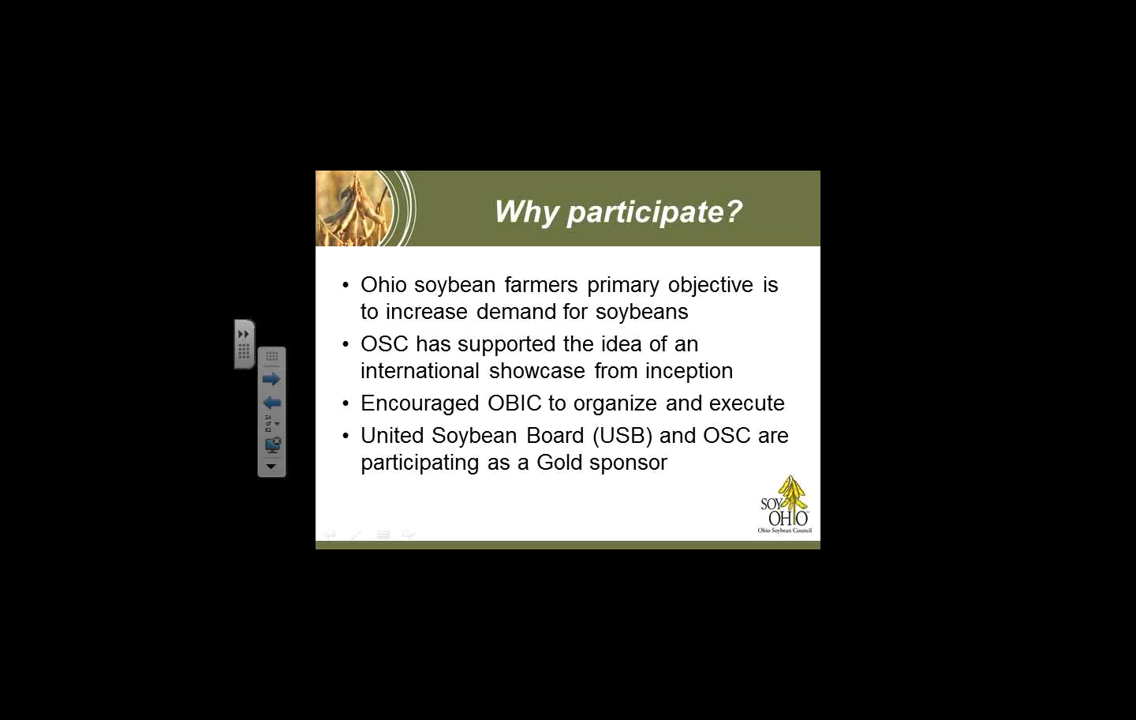 Why participate?
• Ohio soybean farmers primary objective is
to increase demand for soybeans
• OSC has supported the idea of an
international showcase from inception
• Encouraged OBIC to organize and execute
• United Soybean Board (USB) and OSC are
participating as a Gold sponsor
SOY
OHIO
Ohio Soybean Council